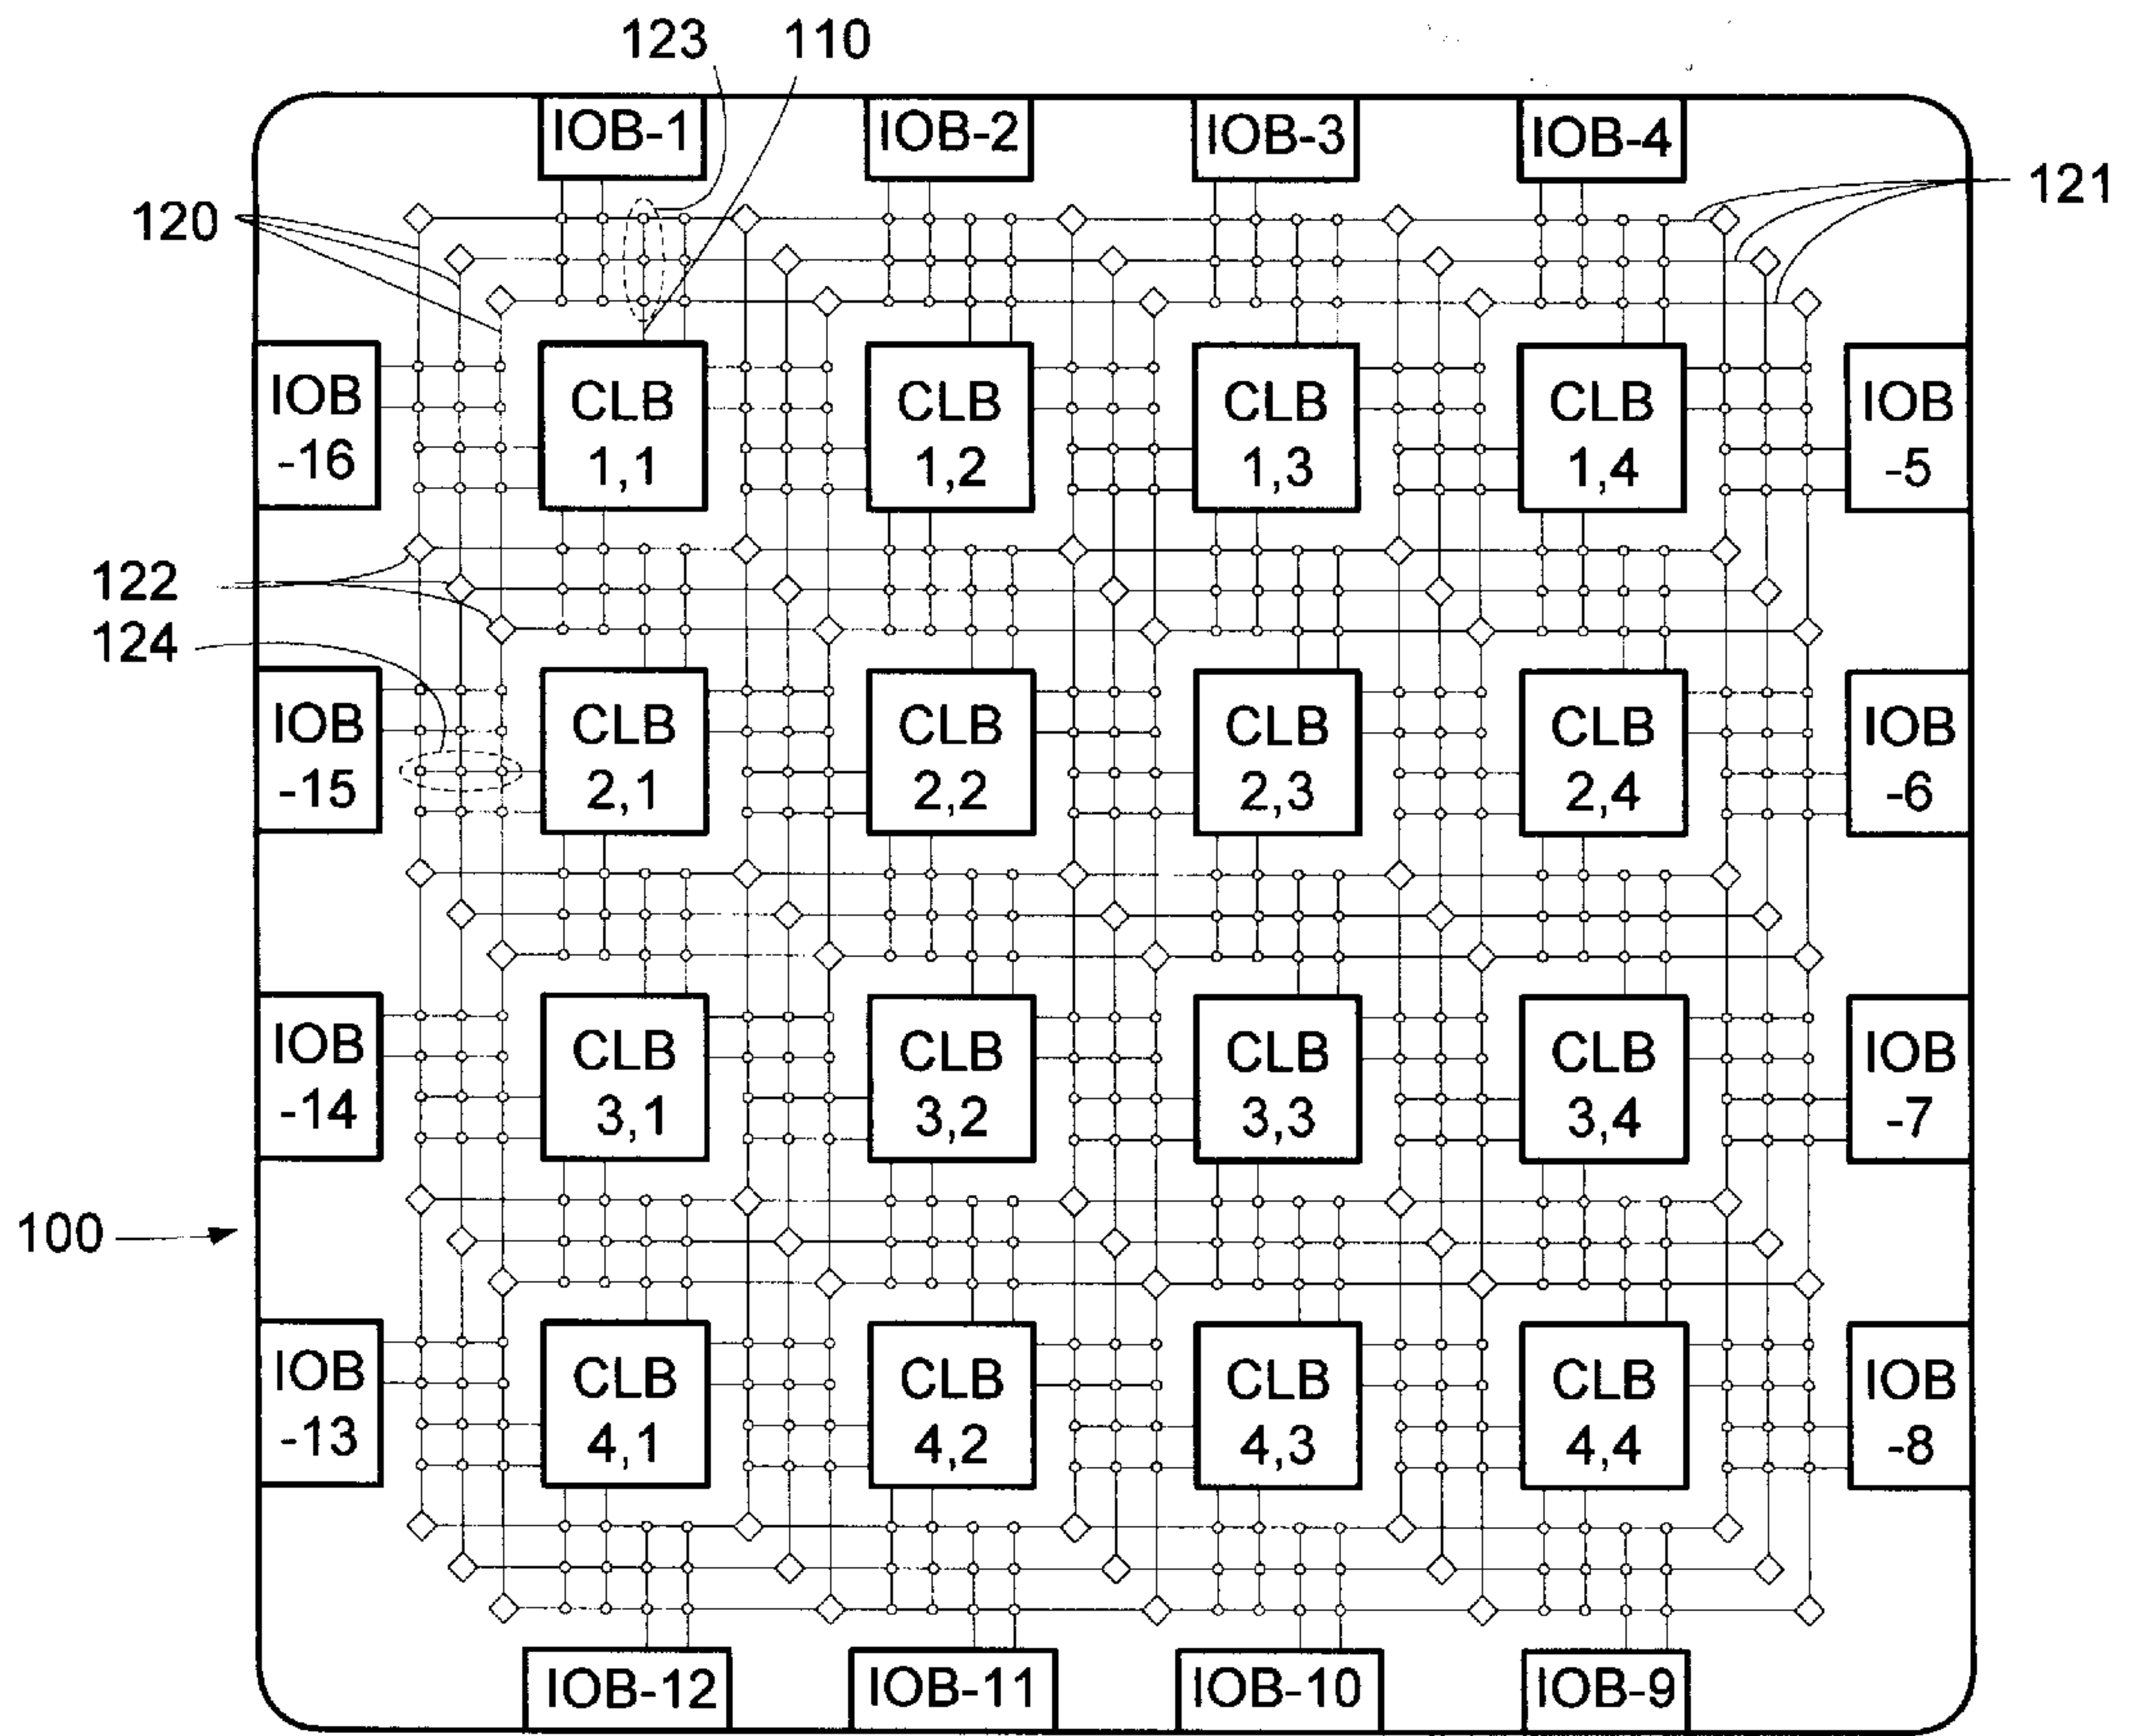 123 110
IOB-1 IOB-2 IOB-3 IOB-4
121
120
IOB CLB CLB CLB CLB IOB
-16 1,1 1,2 1,3 1,4 -5
122
124
IOB CLB CLB CLB CLB IOB
-15 2,1 2,2 2,3 2,4 -6
IOB CLB CLB CLB CLB IOB
-14 3,1 3,2 3,3 3,4 -7
100
IOB CLB CLB CLB CLB IOB
-13 4,1 4,2 4,3 4,4 -8
IOB-12 IOB-11 IOB-10 IOB-9